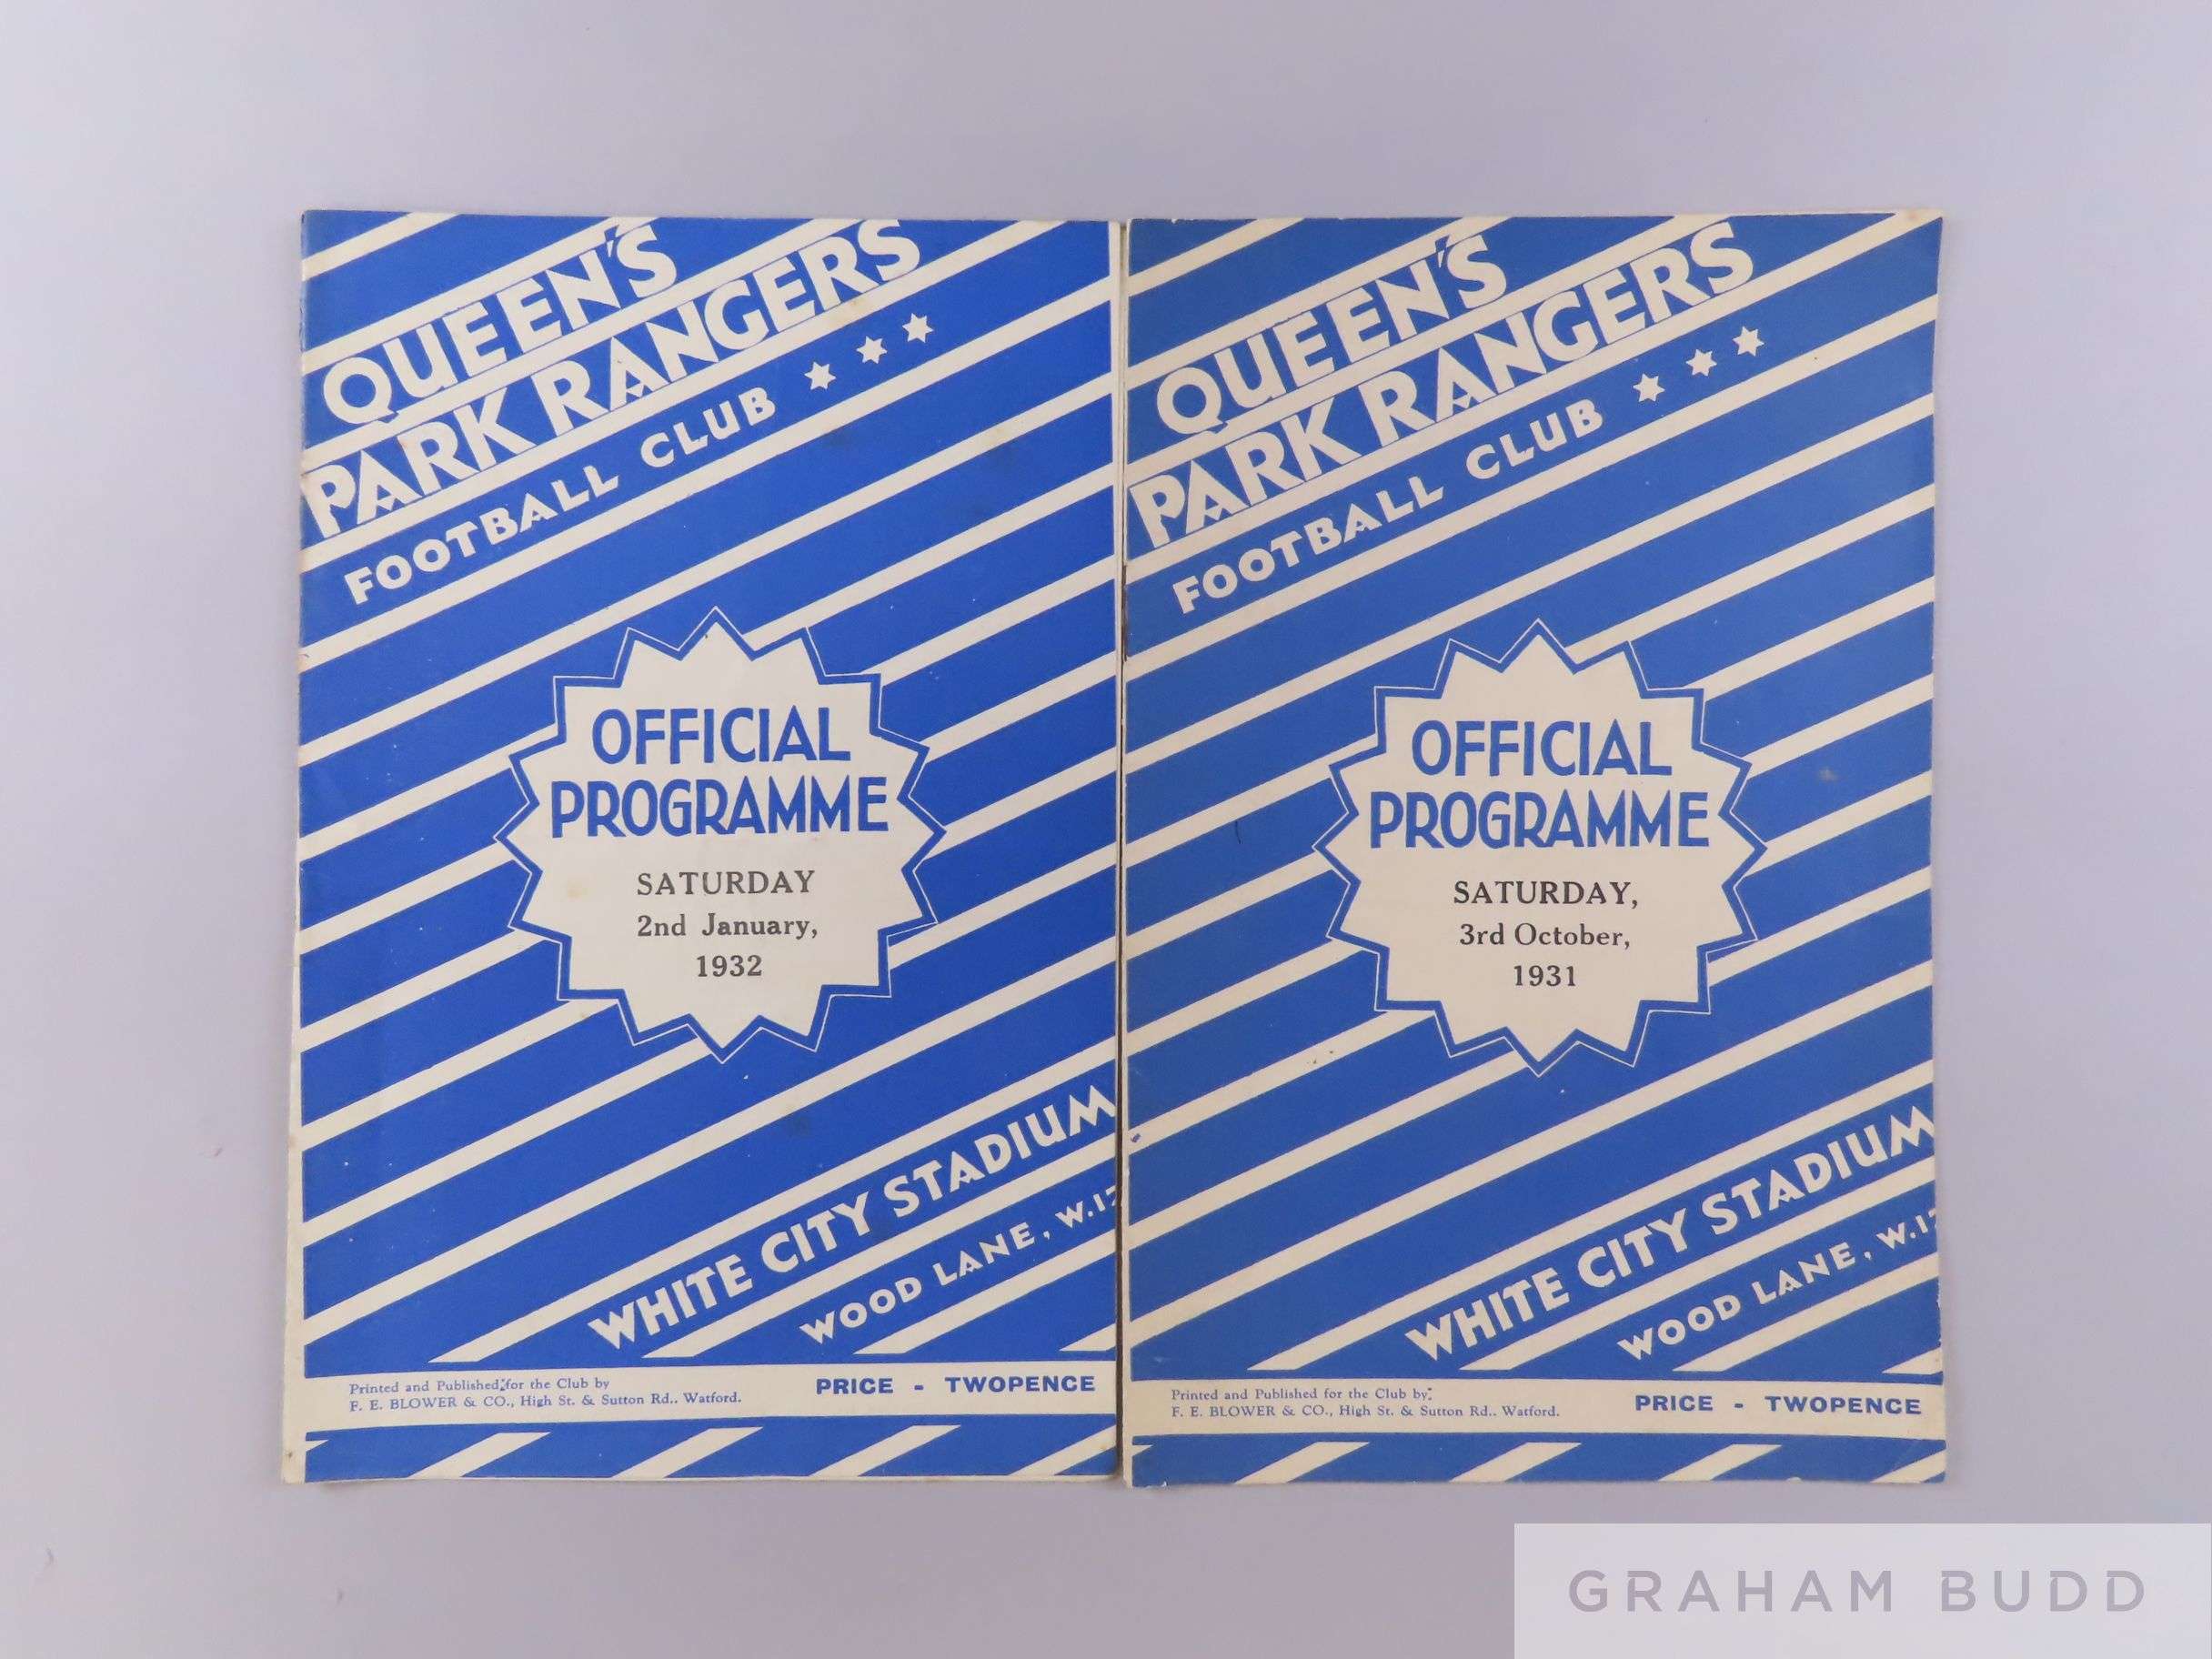 QUEEN'S
PARK RANGERS
FOOTBALL CLUB
OFFICIAL
PROGRAMME
SATURDAY
2nd January,
1932
WHITE CITY STADIUM
WOOD LANE, W.12
Printed and Published for the Club by
F. E. BLOWER & CO., High St. & Sutton Rd.. Watford.
PRICE - TWOPENCE
QUEEN'S
PARK RANGERS
FOOTBALL CLUB
OFFICIAL
PROGRAMME
SATURDAY,
3rd October,
1931
WHITE CITY STADIUM
WOOD LANE, W.12
Printed and Published for the Club by
F. E. BLOWER & CO., High St. & Sutton Rd.. Watford.
PRICE - TWOPENCE
GRAHAM BUDD